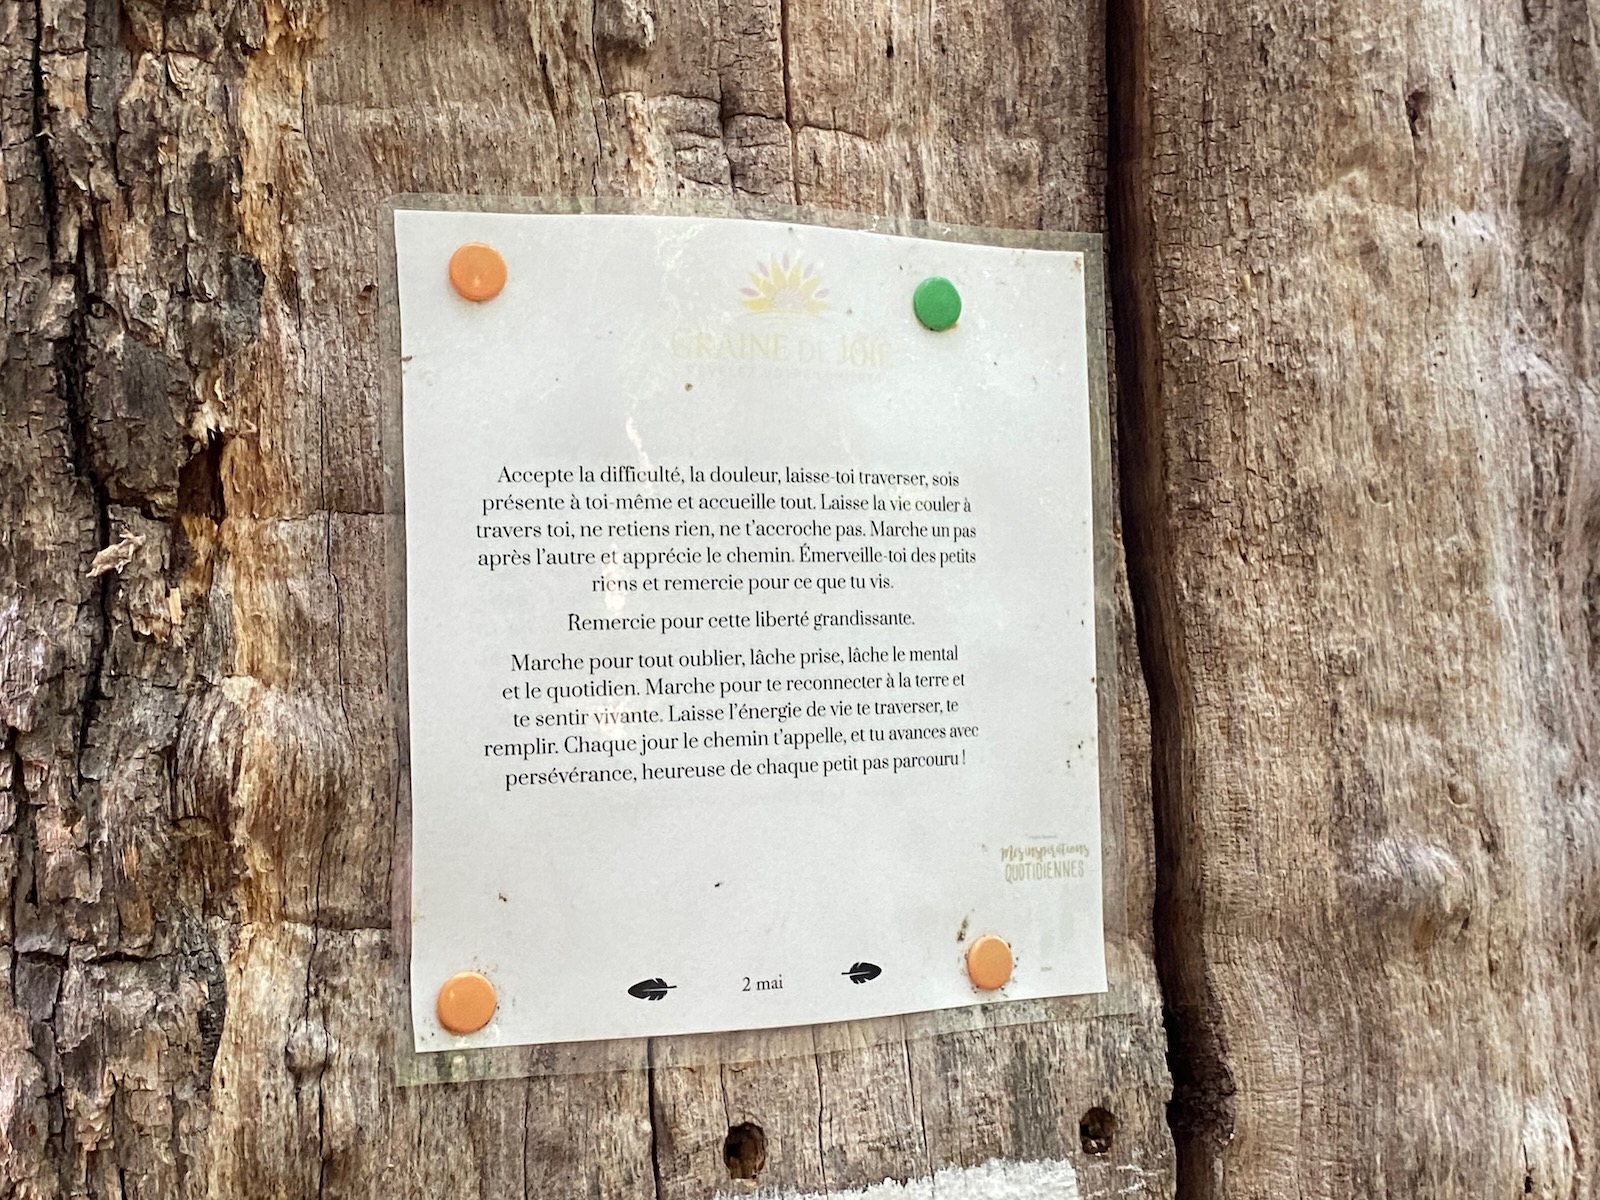 GRAINE DE JOIE
Accepte la difficulté, la douleur, laisse-toi traverser, sois
présente à toi-même et accueille tout. Laisse la vie couler à
travers toi, ne retiens rien, ne t'accroche pas. Marche un pas
après l'autre et apprécie le chemin. Émerveille-toi des petits
riens et remercie pour ce que tu vis.
Remercie pour cette liberté grandissante.
Marche pour tout oublier, lâche prise, lâche le mental
et le quotidien. Marche pour te reconnecter à la terre et
te sentir vivante. Laisse l'énergie de vie te traverser, te
remplir. Chaque jour le chemin t'appelle, et tu avances avec
persévérance, heureuse de chaque petit pas parcouru !
Mes inspirations
QUOTIDIENNES
2 mai